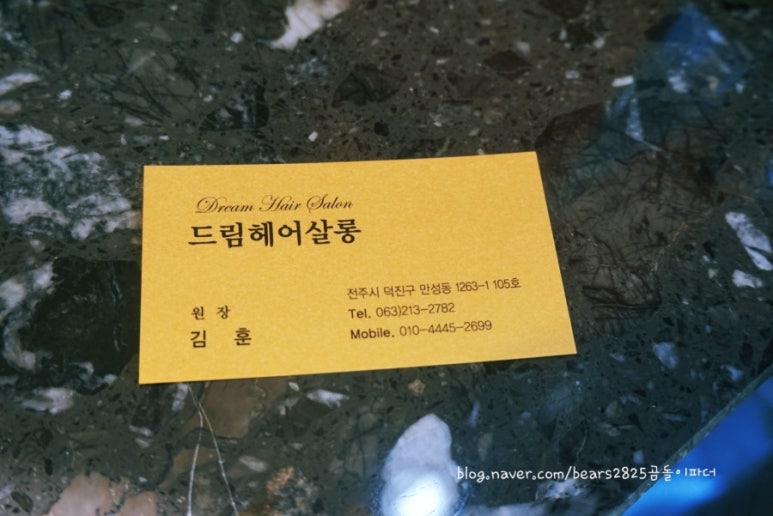 Dream Hair Salon
드림헤어살롱
원 장
김 훈
전주시 덕진구 만성동 1263-1 105호
Tel. 063)213-2782
Mobile. 010-4445-2699
blog.naver.com/bears2825곰돌이파더